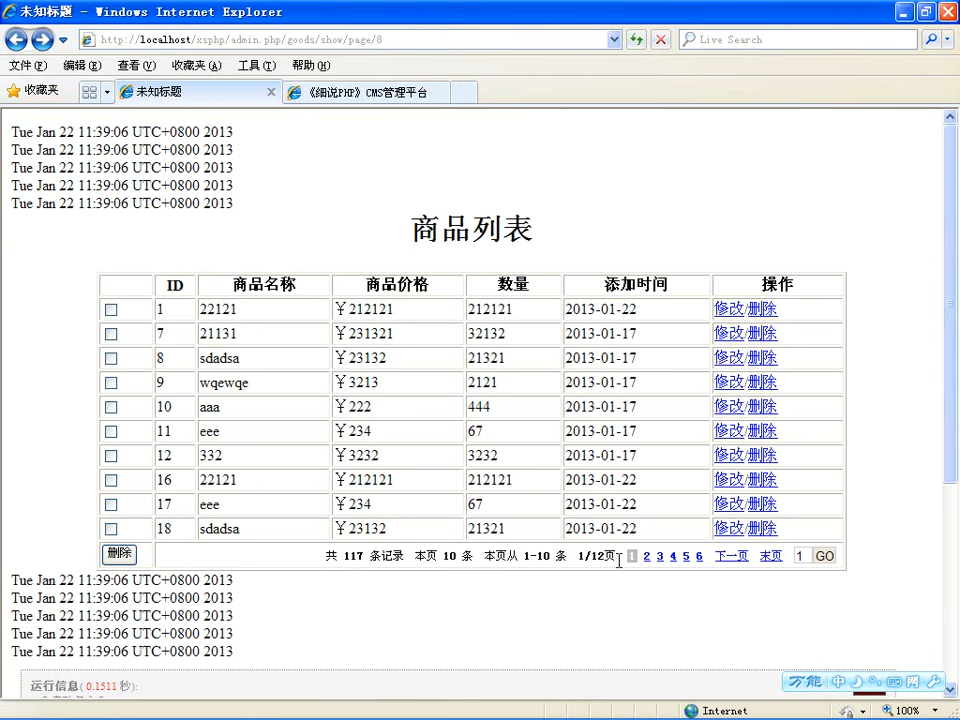 未知标题 - Windows Internet Explorer
http://localhost/xsphp/admin.php/goods/show/page/8
Live Search
文件(F) 编辑(E) 查看(V) 收藏夹(A) 工具(T) 帮助(H)
收藏夹 未知标题 《细说PHP》CMS管理平台
Tue Jan 22 11:39:06 UTC+0800 2013
Tue Jan 22 11:39:06 UTC+0800 2013
Tue Jan 22 11:39:06 UTC+0800 2013
Tue Jan 22 11:39:06 UTC+0800 2013
Tue Jan 22 11:39:06 UTC+0800 2013
商品列表
ID 商品名称 商品价格 数量 添加时间 操作
1 22121 ￥212121 212121 2013-01-22 修改/删除
7 21131 ￥231321 32132 2013-01-17 修改/删除
8 sdadsa ￥23132 21321 2013-01-17 修改/删除
9 wqewqe ￥3213 2121 2013-01-17 修改/删除
10 aaa ￥222 444 2013-01-17 修改/删除
11 eee ￥234 67 2013-01-17 修改/删除
12 332 ￥3232 3232 2013-01-17 修改/删除
16 22121 ￥212121 212121 2013-01-22 修改/删除
17 eee ￥234 67 2013-01-22 修改/删除
18 sdadsa ￥23132 21321 2013-01-22 修改/删除
删除 共 117 条记录 本页 10 条 本页从 1-10 条 1/12页 1 2 3 4 5 6 下一页 末页 1 GO
Tue Jan 22 11:39:06 UTC+0800 2013
Tue Jan 22 11:39:06 UTC+0800 2013
Tue Jan 22 11:39:06 UTC+0800 2013
Tue Jan 22 11:39:06 UTC+0800 2013
Tue Jan 22 11:39:06 UTC+0800 2013
运行信息( 0.1511 秒):
万能 中 网
Internet 100%